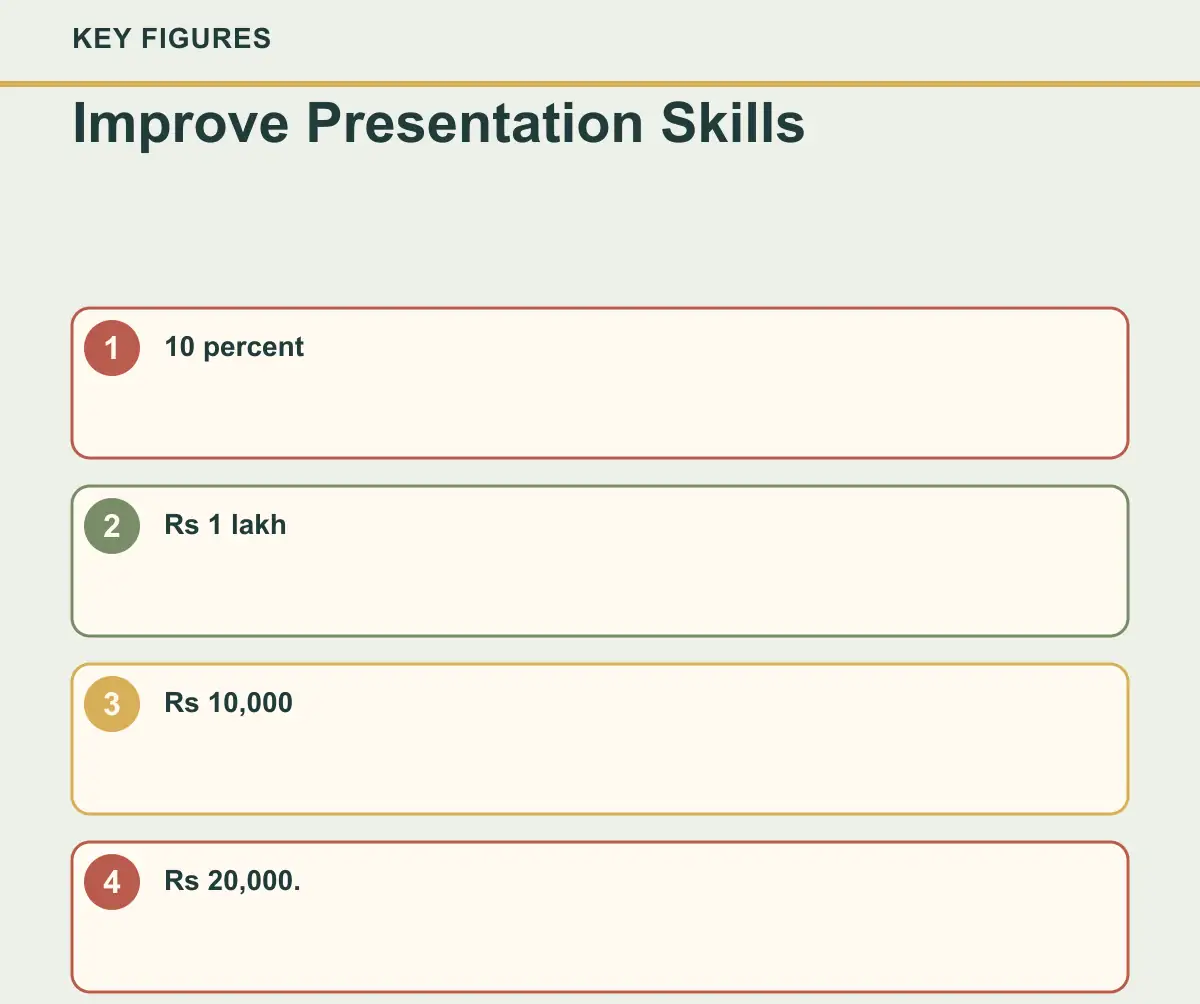 KEY FIGURES
Improve Presentation Skills
1 10 percent
2 Rs 1 lakh
3 Rs 10,000
4 Rs 20,000.